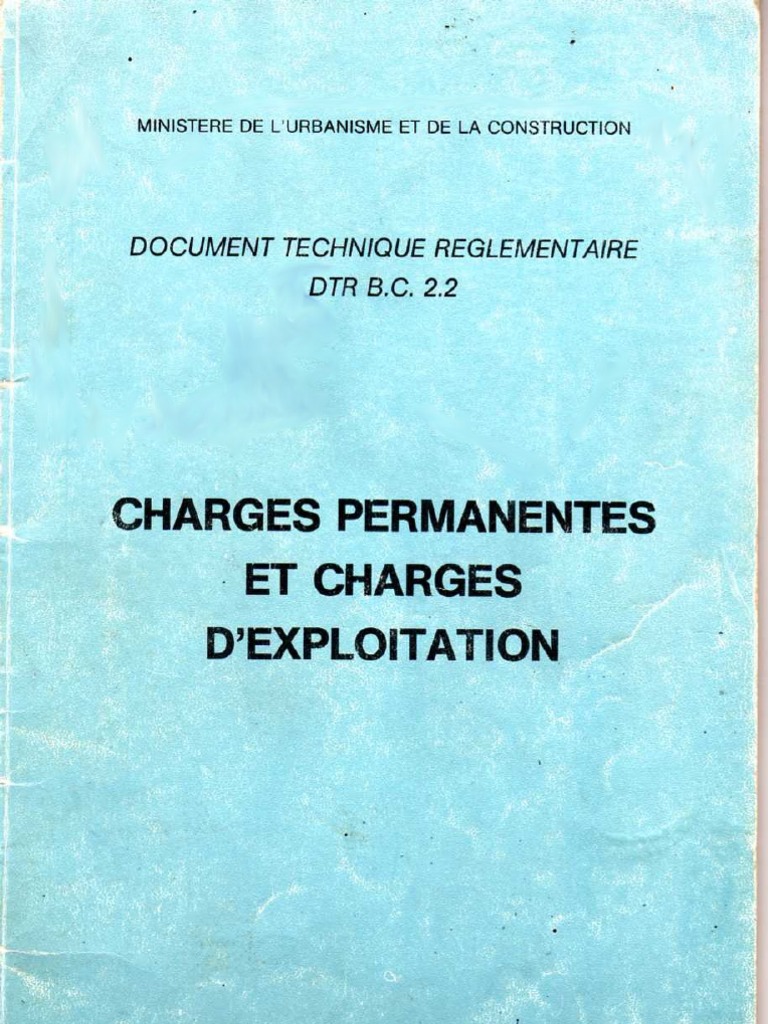 MINISTERE DE L'URBANISME ET DE LA CONSTRUCTION
DOCUMENT TECHNIQUE REGLEMENTAIRE
DTR B.C. 2.2
CHARGES PERMANENTES
ET CHARGES
D'EXPLOITATION